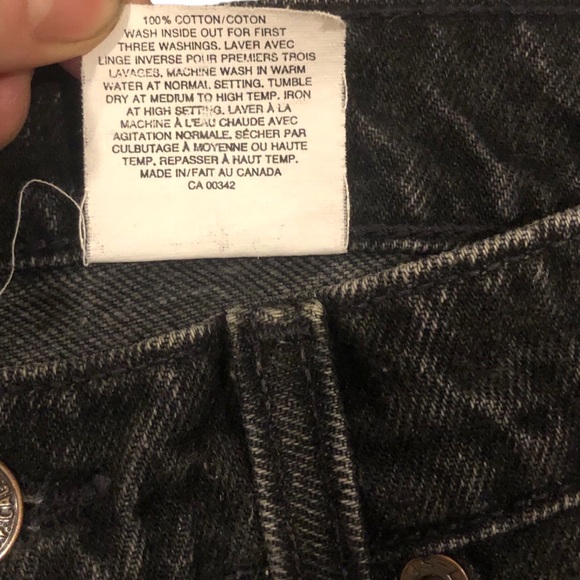 100% COTTON/COTON
WASH INSIDE OUT FOR FIRST
THREE WASHINGS. LAVER AVEC
LINGE INVERSE POUR PREMIERS TROIS
LAVAGES. MACHINE WASH IN WARM
WATER AT NORMAL SETTING. TUMBLE
DRY AT MEDIUM TO HIGH TEMP. IRON
AT HIGH SETTING. LAVER À LA
MACHINE À L'EAU CHAUDE AVEC
AGITATION NORMALE. SÉCHER PAR
CULBUTAGE À MOYENNE OU HAUTE
TEMP. REPASSER À HAUT TEMP.
MADE IN/FAIT AU CANADA
CA 00342